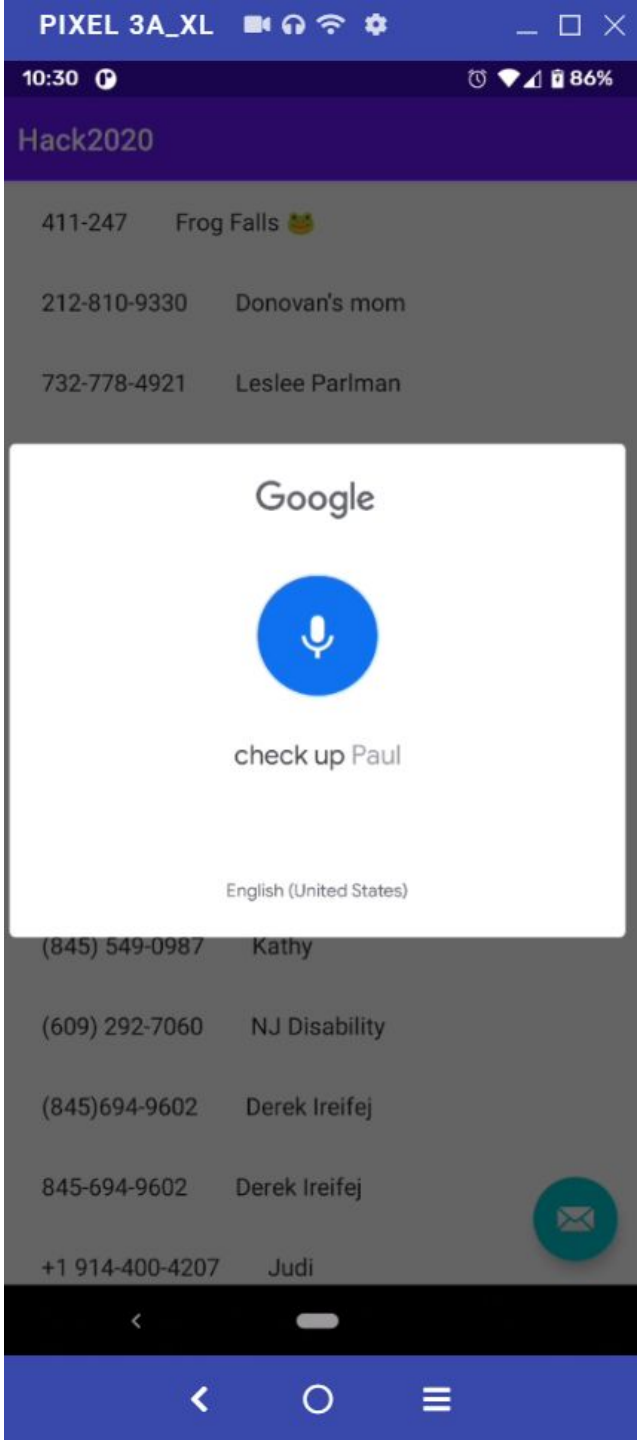 PIXEL 3A_XL
10:30 86%
Hack2020
411-247 Frog Falls 🐸
212-810-9330 Donovan's mom
732-778-4921 Leslee Parlman
Google
check up Paul
English (United States)
(845) 549-0987 Kathy
(609) 292-7060 NJ Disability
(845)694-9602 Derek Ireifej
845-694-9602 Derek Ireifej
+1 914-400-4207 Judi